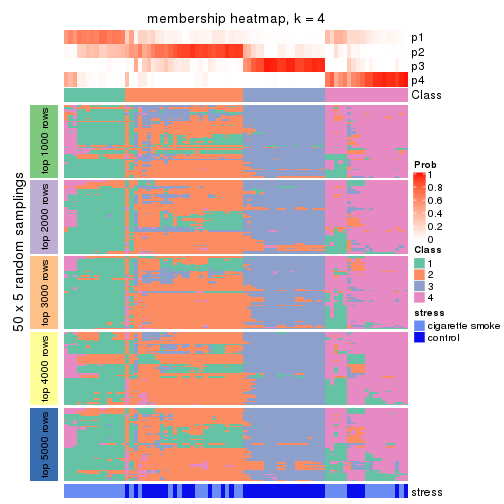 membership heatmap, k = 4
p1
p2
p3
p4
Class
50 x 5 random samplings
top 1000 rows
top 2000 rows
top 3000 rows
top 4000 rows
top 5000 rows
Prob
1
0.8
0.6
0.4
0.2
0
Class
1
2
3
4
stress
cigarette smoke
control
stress